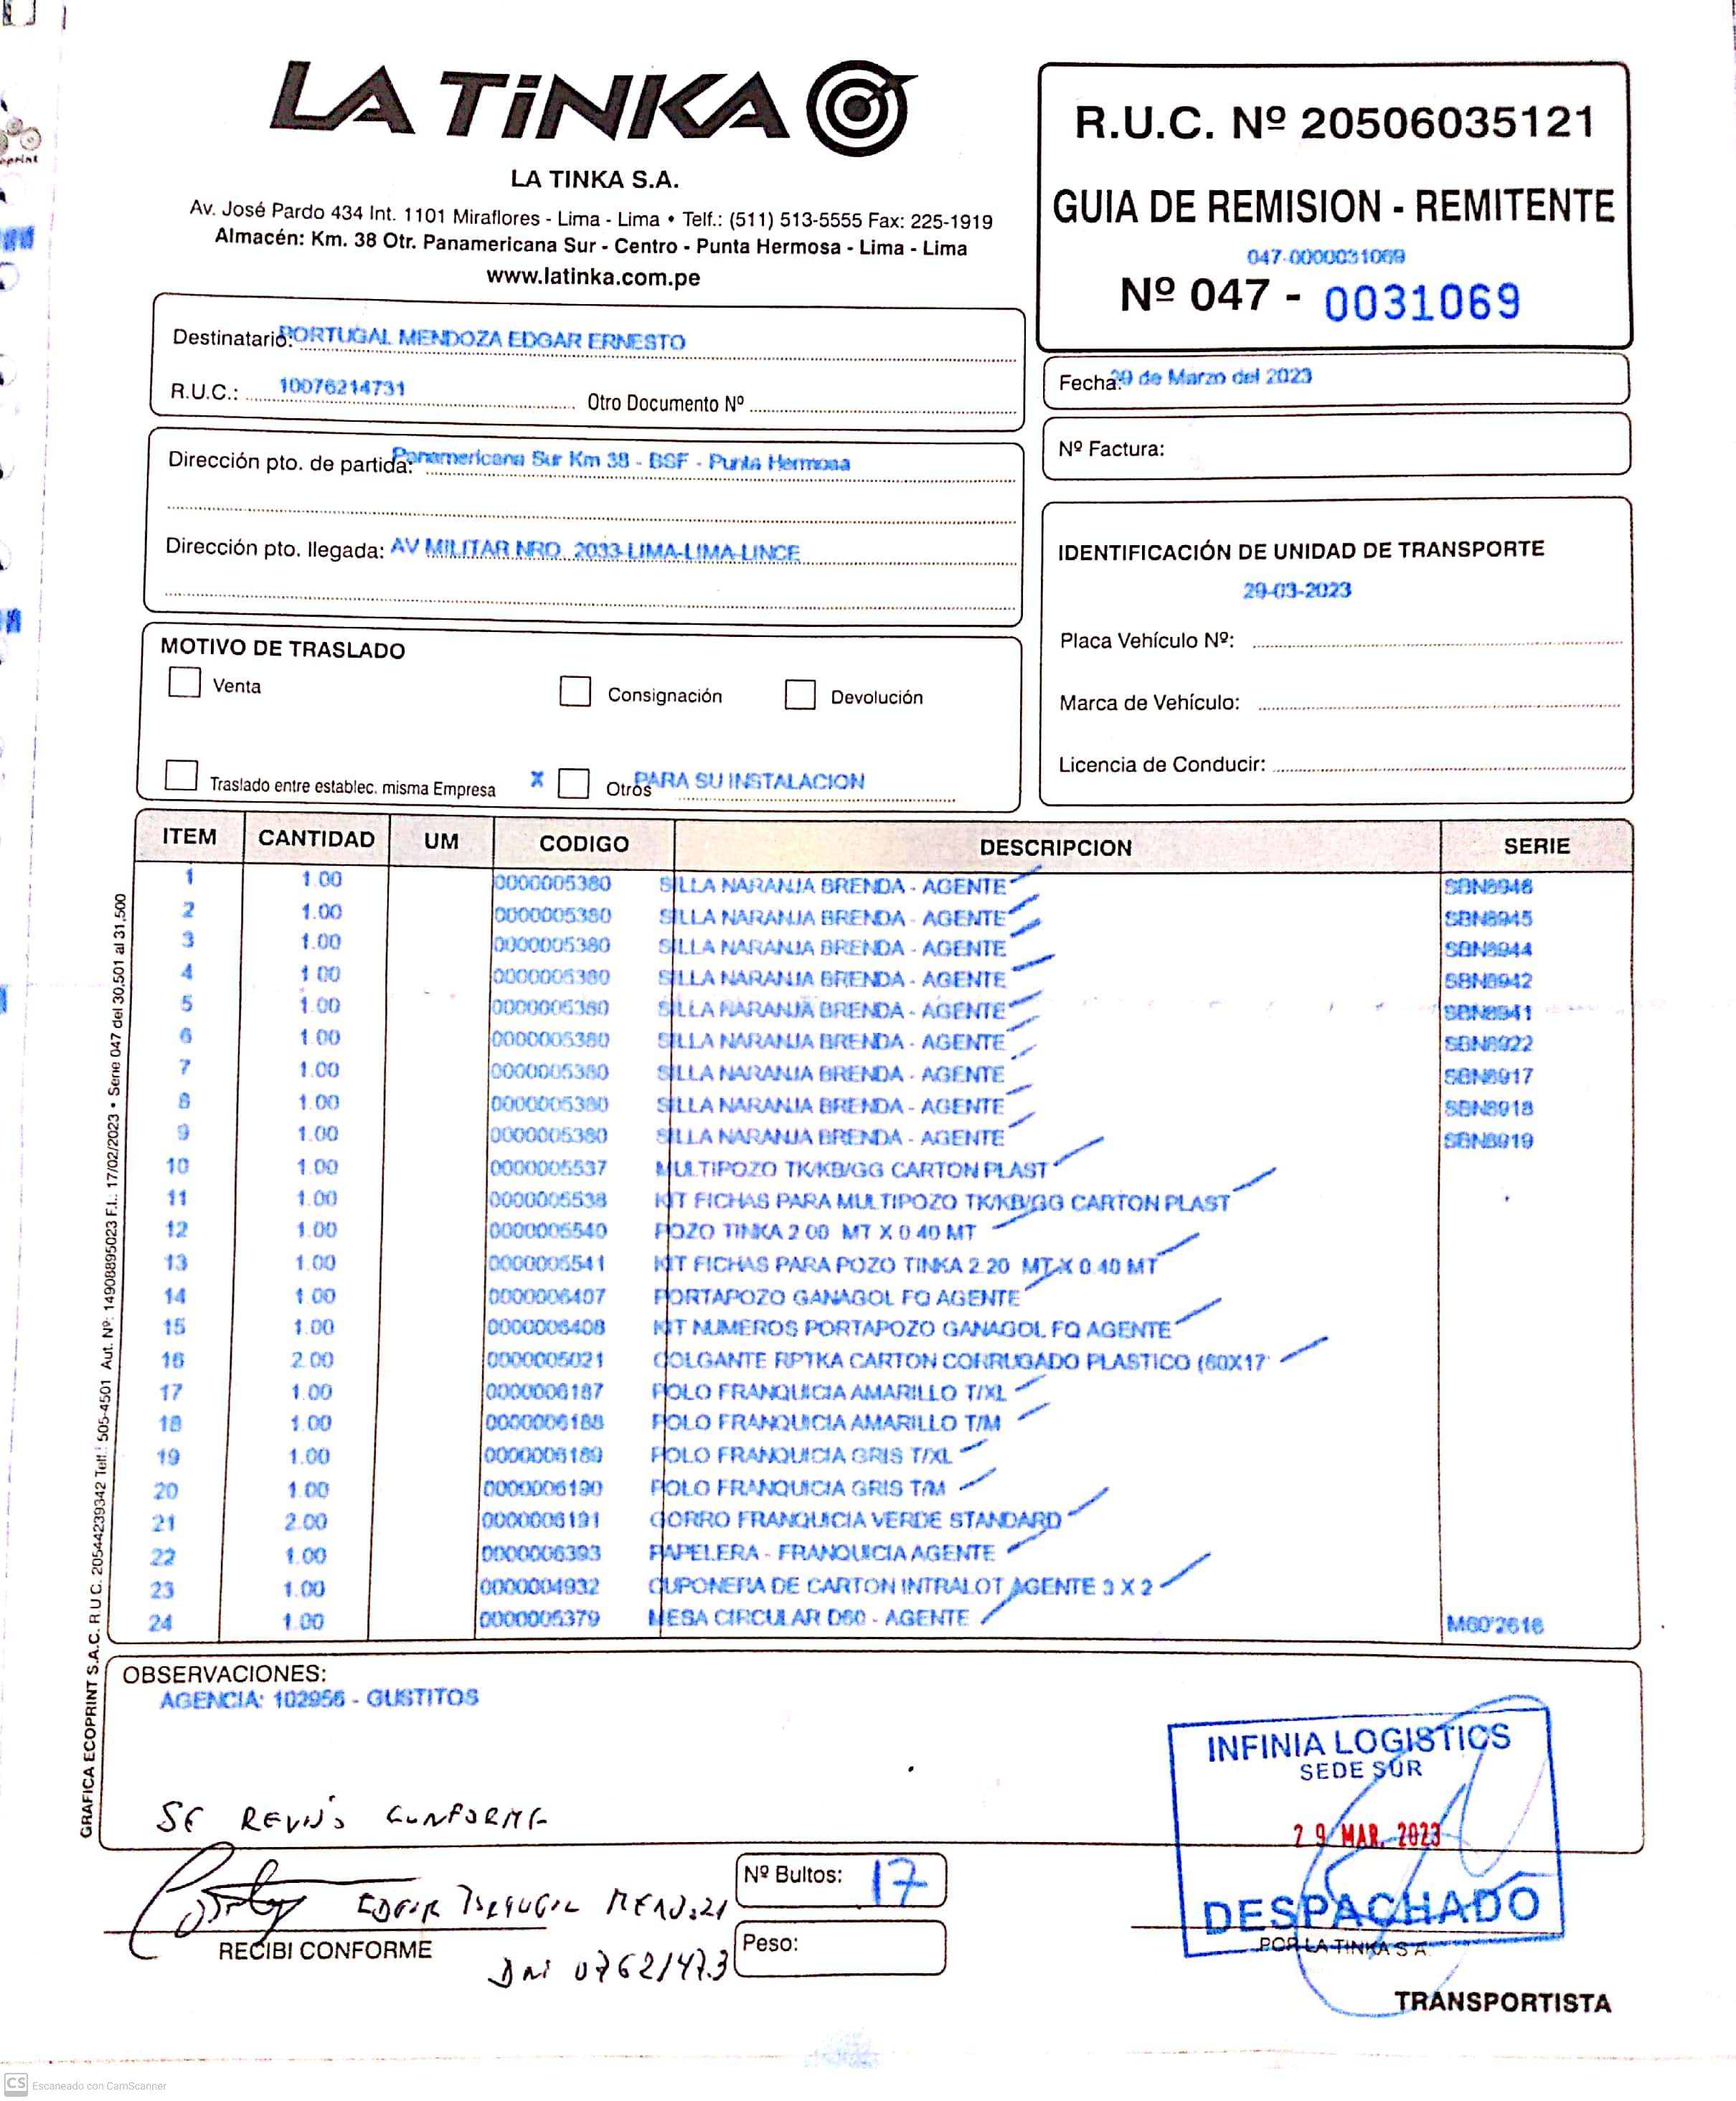 LA TiNKA
LA TINKA S.A.
Av. José Pardo 434 Int. 1101 Miraflores - Lima - Lima • Telf.: (511) 513-5555 Fax: 225-1919
Almacén: Km. 38 Otr. Panamericana Sur - Centro - Punta Hermosa - Lima - Lima
www.latinka.com.pe
R.U.C. Nº 20506035121
GUIA DE REMISION - REMITENTE
047-0000031069
Nº 047 - 0031069
Destinatario: PORTUGAL MENDOZA EDGAR ERNESTO
R.U.C.: 10076214731 Otro Documento Nº
Fecha: de Marzo del 2023
Nº Factura:
Dirección pto. de partida: Panamericana Sur Km 38 - BSF - Punta Hermosa
Dirección pto. llegada: AV MILITAR NRO. 2033-LIMA-LIMA-LINCE
IDENTIFICACIÓN DE UNIDAD DE TRANSPORTE
29-03-2023
Placa Vehículo Nº:
Marca de Vehículo:
Licencia de Conducir:
MOTIVO DE TRASLADO
Venta Consignación Devolución
Traslado entre establec. misma Empresa X Otros PARA SU INSTALACION
ITEM CANTIDAD UM CODIGO DESCRIPCION SERIE
1 1.00 0000005380 SILLA NARANJA BRENDA - AGENTE SBN8946
2 1.00 0000005380 SILLA NARANJA BRENDA - AGENTE SBN8945
3 1.00 0000005380 SILLA NARANJA BRENDA - AGENTE SBN8944
4 1.00 0000005380 SILLA NARANJA BRENDA - AGENTE SBN8942
5 1.00 0000005380 SILLA NARANJA BRENDA - AGENTE SBN8941
6 1.00 0000005380 SILLA NARANJA BRENDA - AGENTE SBN8922
7 1.00 0000005380 SILLA NARANJA BRENDA - AGENTE SBN8917
8 1.00 0000005380 SILLA NARANJA BRENDA - AGENTE SBN8918
9 1.00 0000005380 SILLA NARANJA BRENDA - AGENTE SBN8919
10 1.00 0000005537 MULTIPOZO TK/KB/GG CARTON PLAST
11 1.00 0000005538 KIT FICHAS PARA MULTIPOZO TK/KB/GG CARTON PLAST
12 1.00 0000005540 POZO TINKA 2.00 MT X 0.40 MT
13 1.00 0000005541 KIT FICHAS PARA POZO TINKA 2.20 MT X 0.40 MT
14 1.00 0000006407 PORTAPOZO GANAGOL FQ AGENTE
15 1.00 0000006408 KIT NUMEROS PORTAPOZO GANAGOL FQ AGENTE
16 2.00 0000005021 COLGANTE RPTKA CARTON CORRUGADO PLASTICO (60X17
17 1.00 0000006187 POLO FRANQUICIA AMARILLO T/XL
18 1.00 0000006188 POLO FRANQUICIA AMARILLO T/M
19 1.00 0000006189 POLO FRANQUICIA GRIS T/XL
20 1.00 0000006190 POLO FRANQUICIA GRIS T/M
21 2.00 0000006191 GORRO FRANQUICIA VERDE STANDARD
22 1.00 0000006393 PAPELERA - FRANQUICIA AGENTE
23 1.00 0000004932 CUPONERA DE CARTON INTRALOT AGENTE 3 X 2
24 1.00 0000005379 MESA CIRCULAR D60 - AGENTE M60'2616
GRAFICA ECOPRINT S.A.C. R.U.C. 20544239342 Telf.: 505-4501 Aut. Nº: 14908895023 F.I.: 17/02/2023 • Serie 047 del 30,501 al 31,500
OBSERVACIONES:
AGENCIA: 102956 - GUSTITOS
SE REVISÓ CONFORME
INFINIA LOGISTICS
SEDE SUR
29 MAR. 2023
DESPACHADO
POR LA TINKA S.A.
EDGAR PORTUGAL MENDOZA
RECIBI CONFORME
DNI 07621473
Nº Bultos: 17
Peso:
TRANSPORTISTA
CS Escaneado con CamScanner